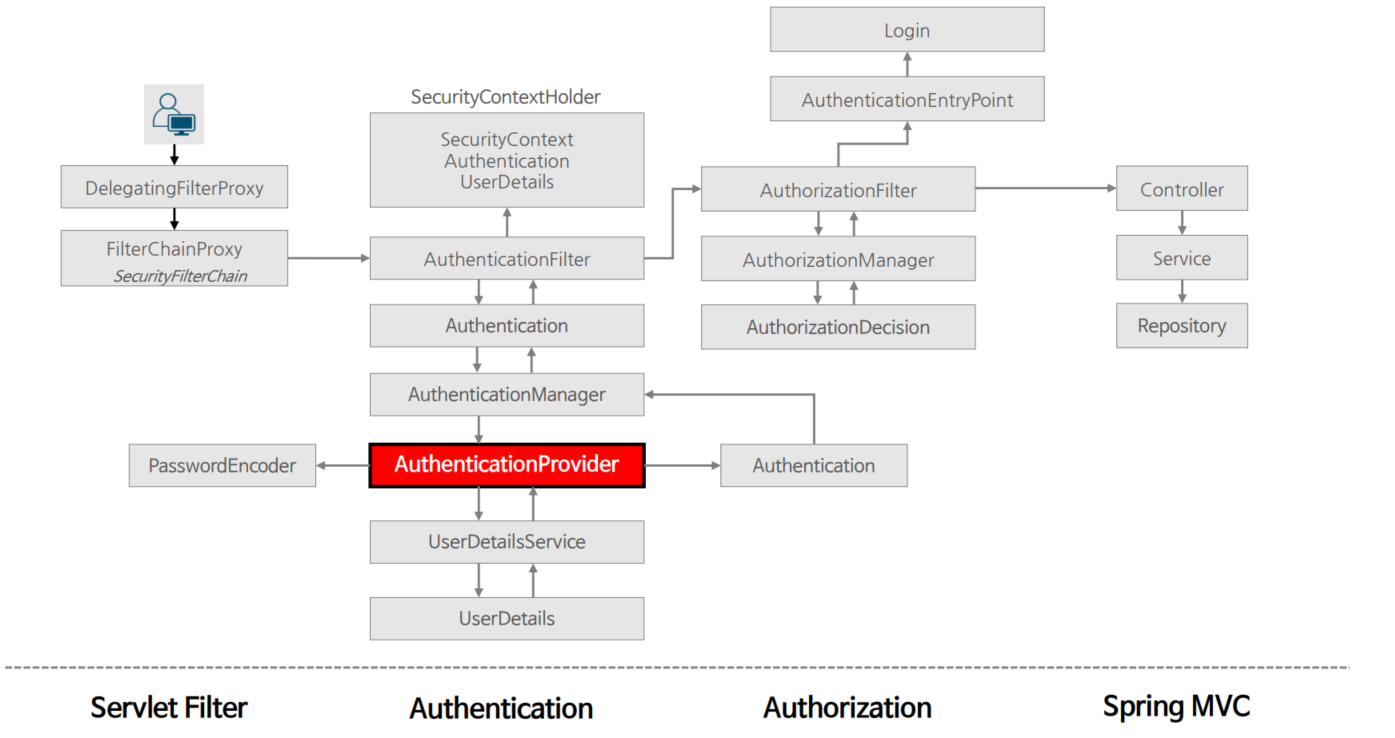 Login
AuthenticationEntryPoint
SecurityContextHolder
SecurityContext
Authentication
UserDetails
DelegatingFilterProxy
AuthorizationFilter
Controller
FilterChainProxy
SecurityFilterChain
AuthenticationFilter
AuthorizationManager
Service
Authentication
AuthorizationDecision
Repository
AuthenticationManager
PasswordEncoder
AuthenticationProvider
Authentication
UserDetailsService
UserDetails
Servlet Filter
Authentication
Authorization
Spring MVC